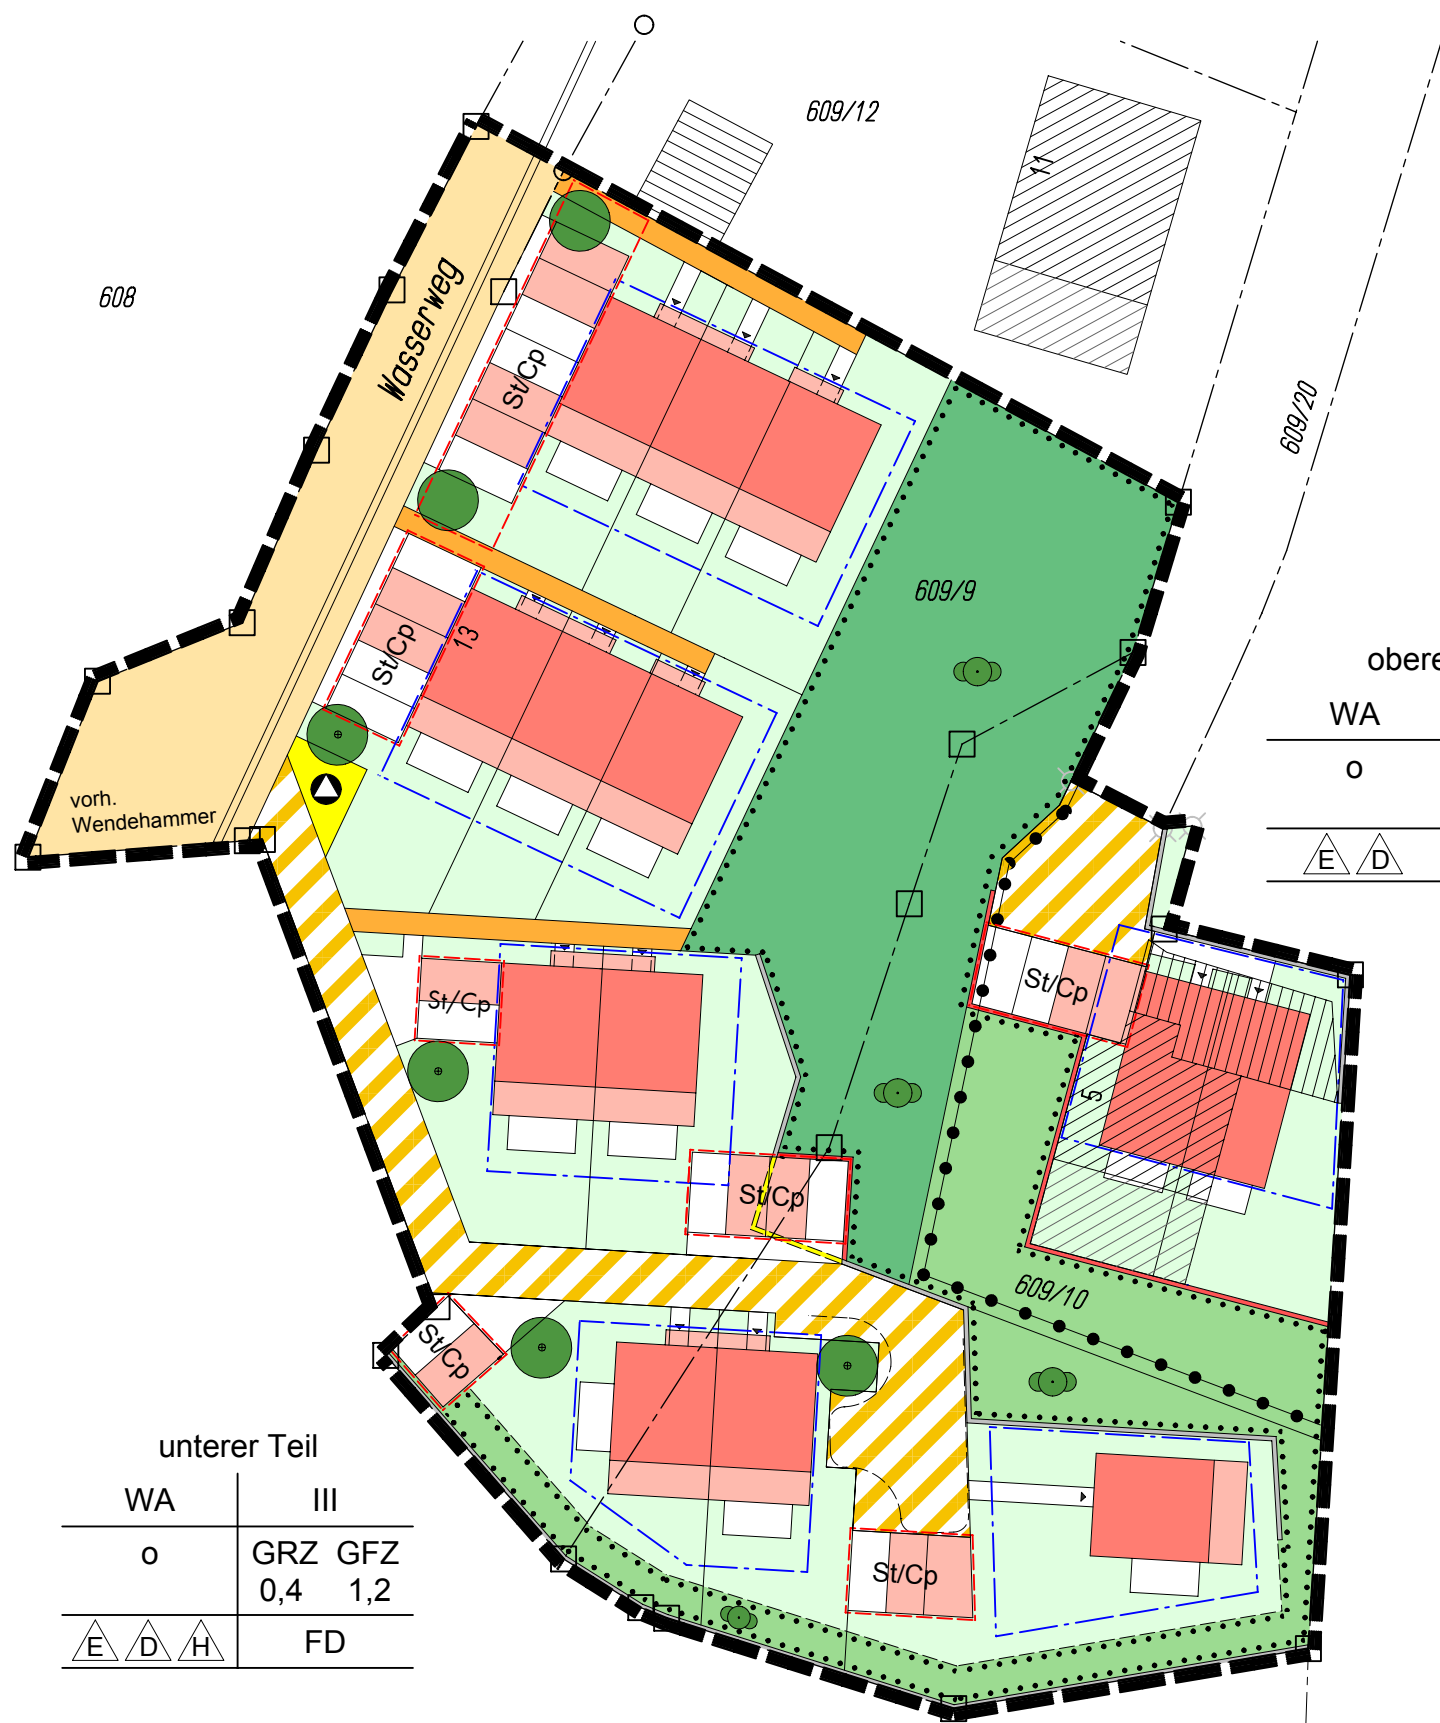 609/12
11
608
Wasserweg
St/Cp
609/20
609/9
13
St/Cp
obere
WA
o
E D
vorh.
Wendehammer
St/Cp
St/Cp
5
St/Cp
609/10
St/Cp
unterer Teil
WA III
o GRZ GFZ
0,4 1,2
E D H FD
St/Cp